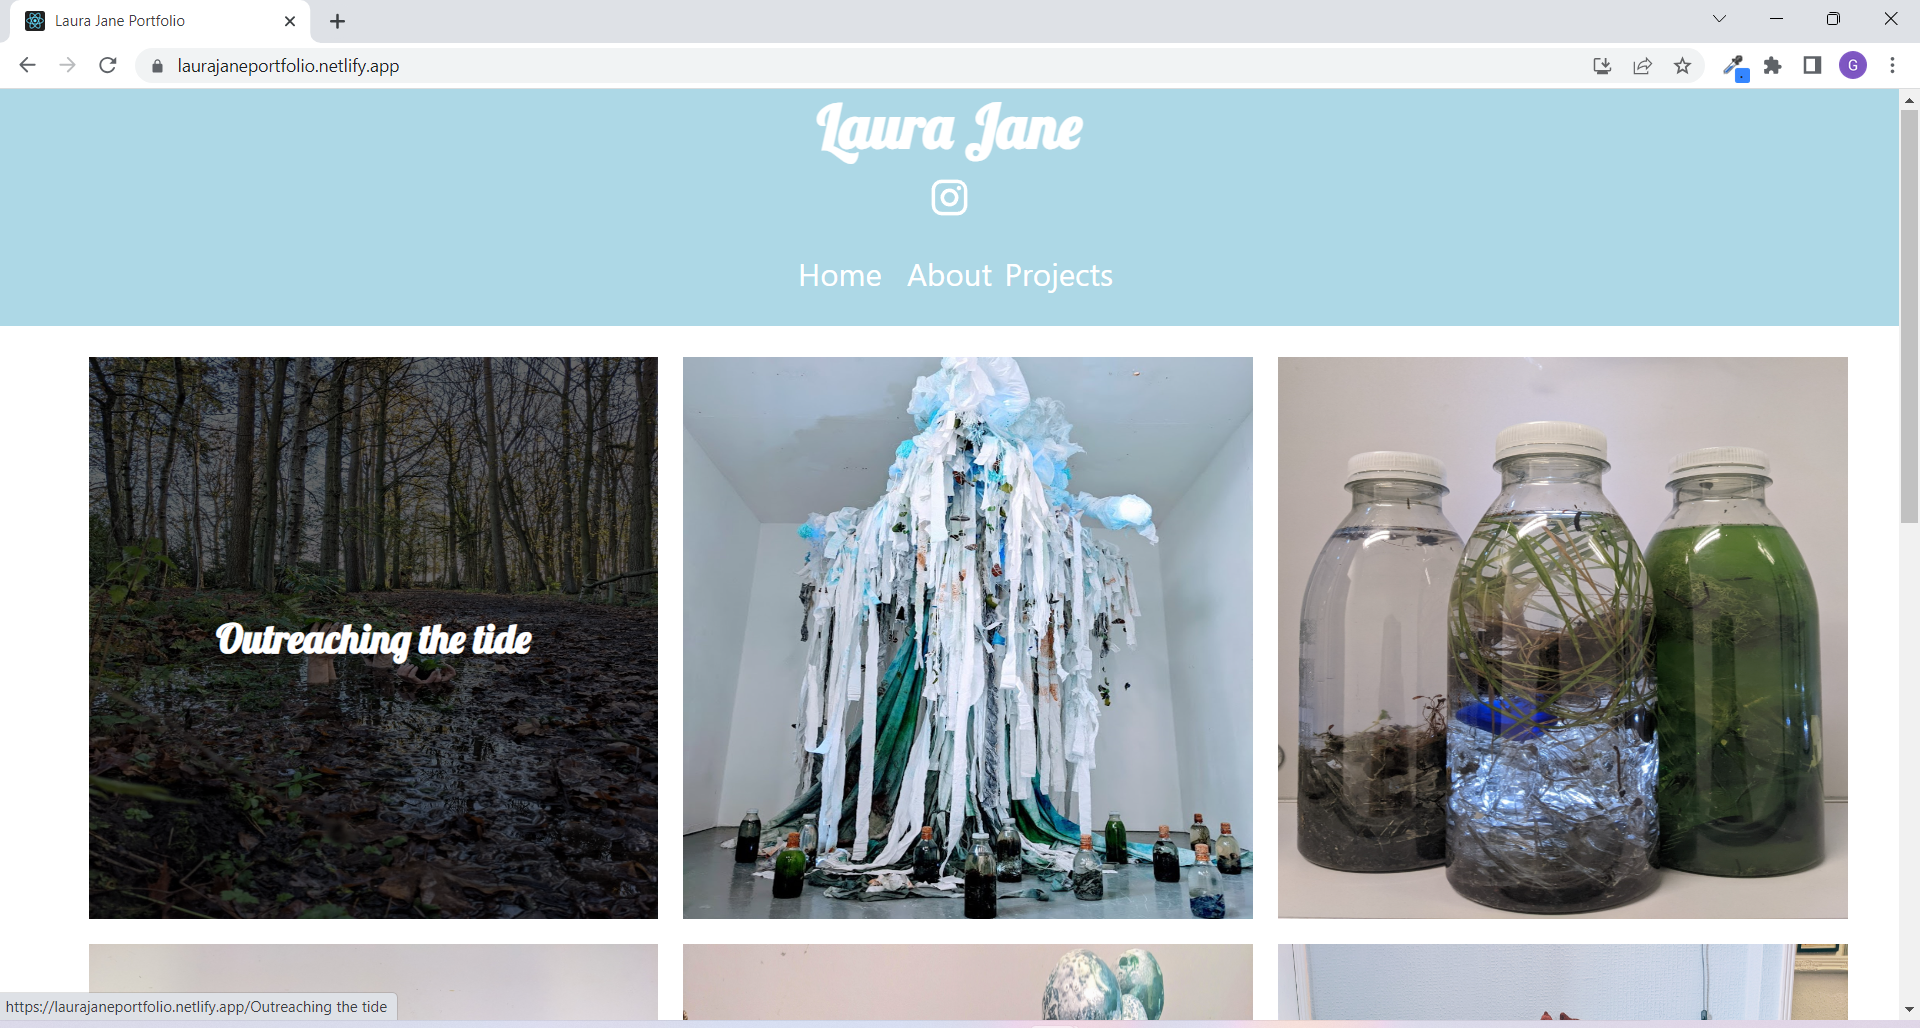 Laura Jane Portfolio
laurajaneportfolio.netlify.app
G
Laura Jane
Home About Projects
Outreaching the tide
https://laurajaneportfolio.netlify.app/Outreaching the tide